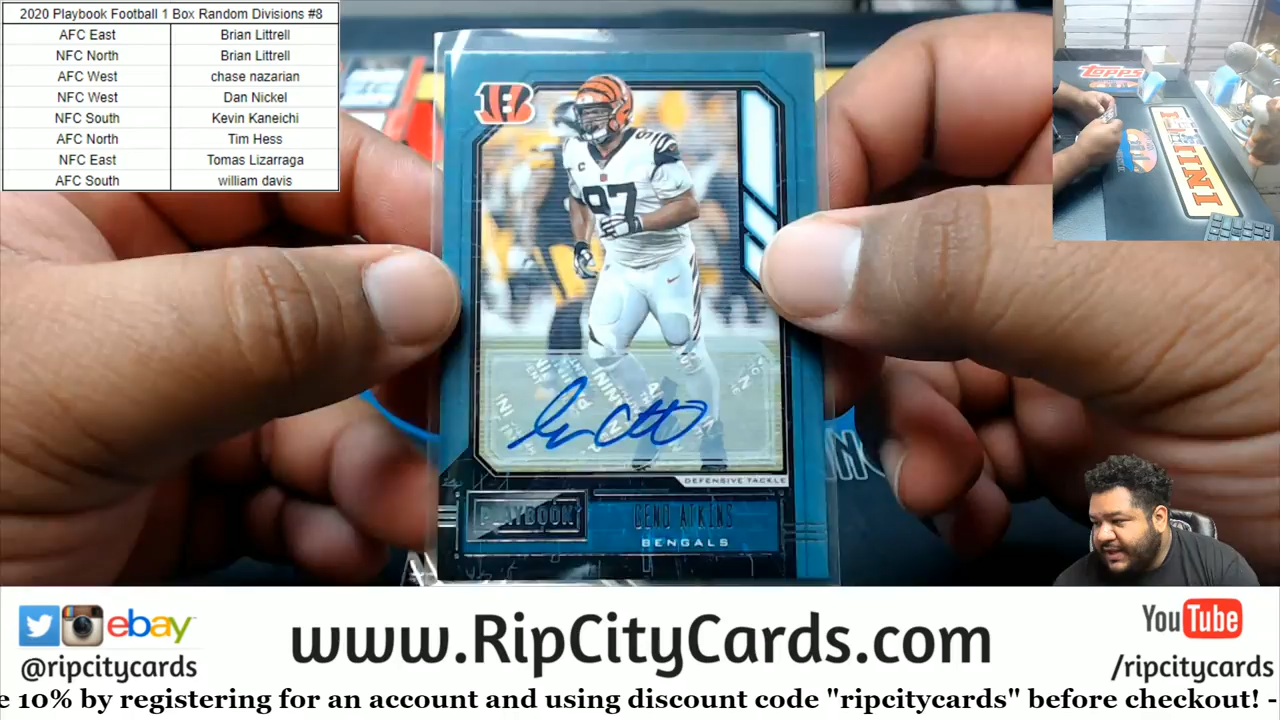 2020 Playbook Football 1 Box Random Divisions #8
AFC East Brian Littrell
NFC North Brian Littrell
AFC West chase nazarian
NFC West Dan Nickel
NFC South Kevin Kaneichi
AFC North Tim Hess
NFC East Tomas Lizarraga
AFC South william davis
topps
B
97
C
DEFENSIVE TACKLE
PLAYBOOK
GENO ATKINS
BENGALS
ebay
@ripcitycards
www.RipCityCards.com
YouTube
/ripcitycards
e 10% by registering for an account and using discount code "ripcitycards" before checkout! -